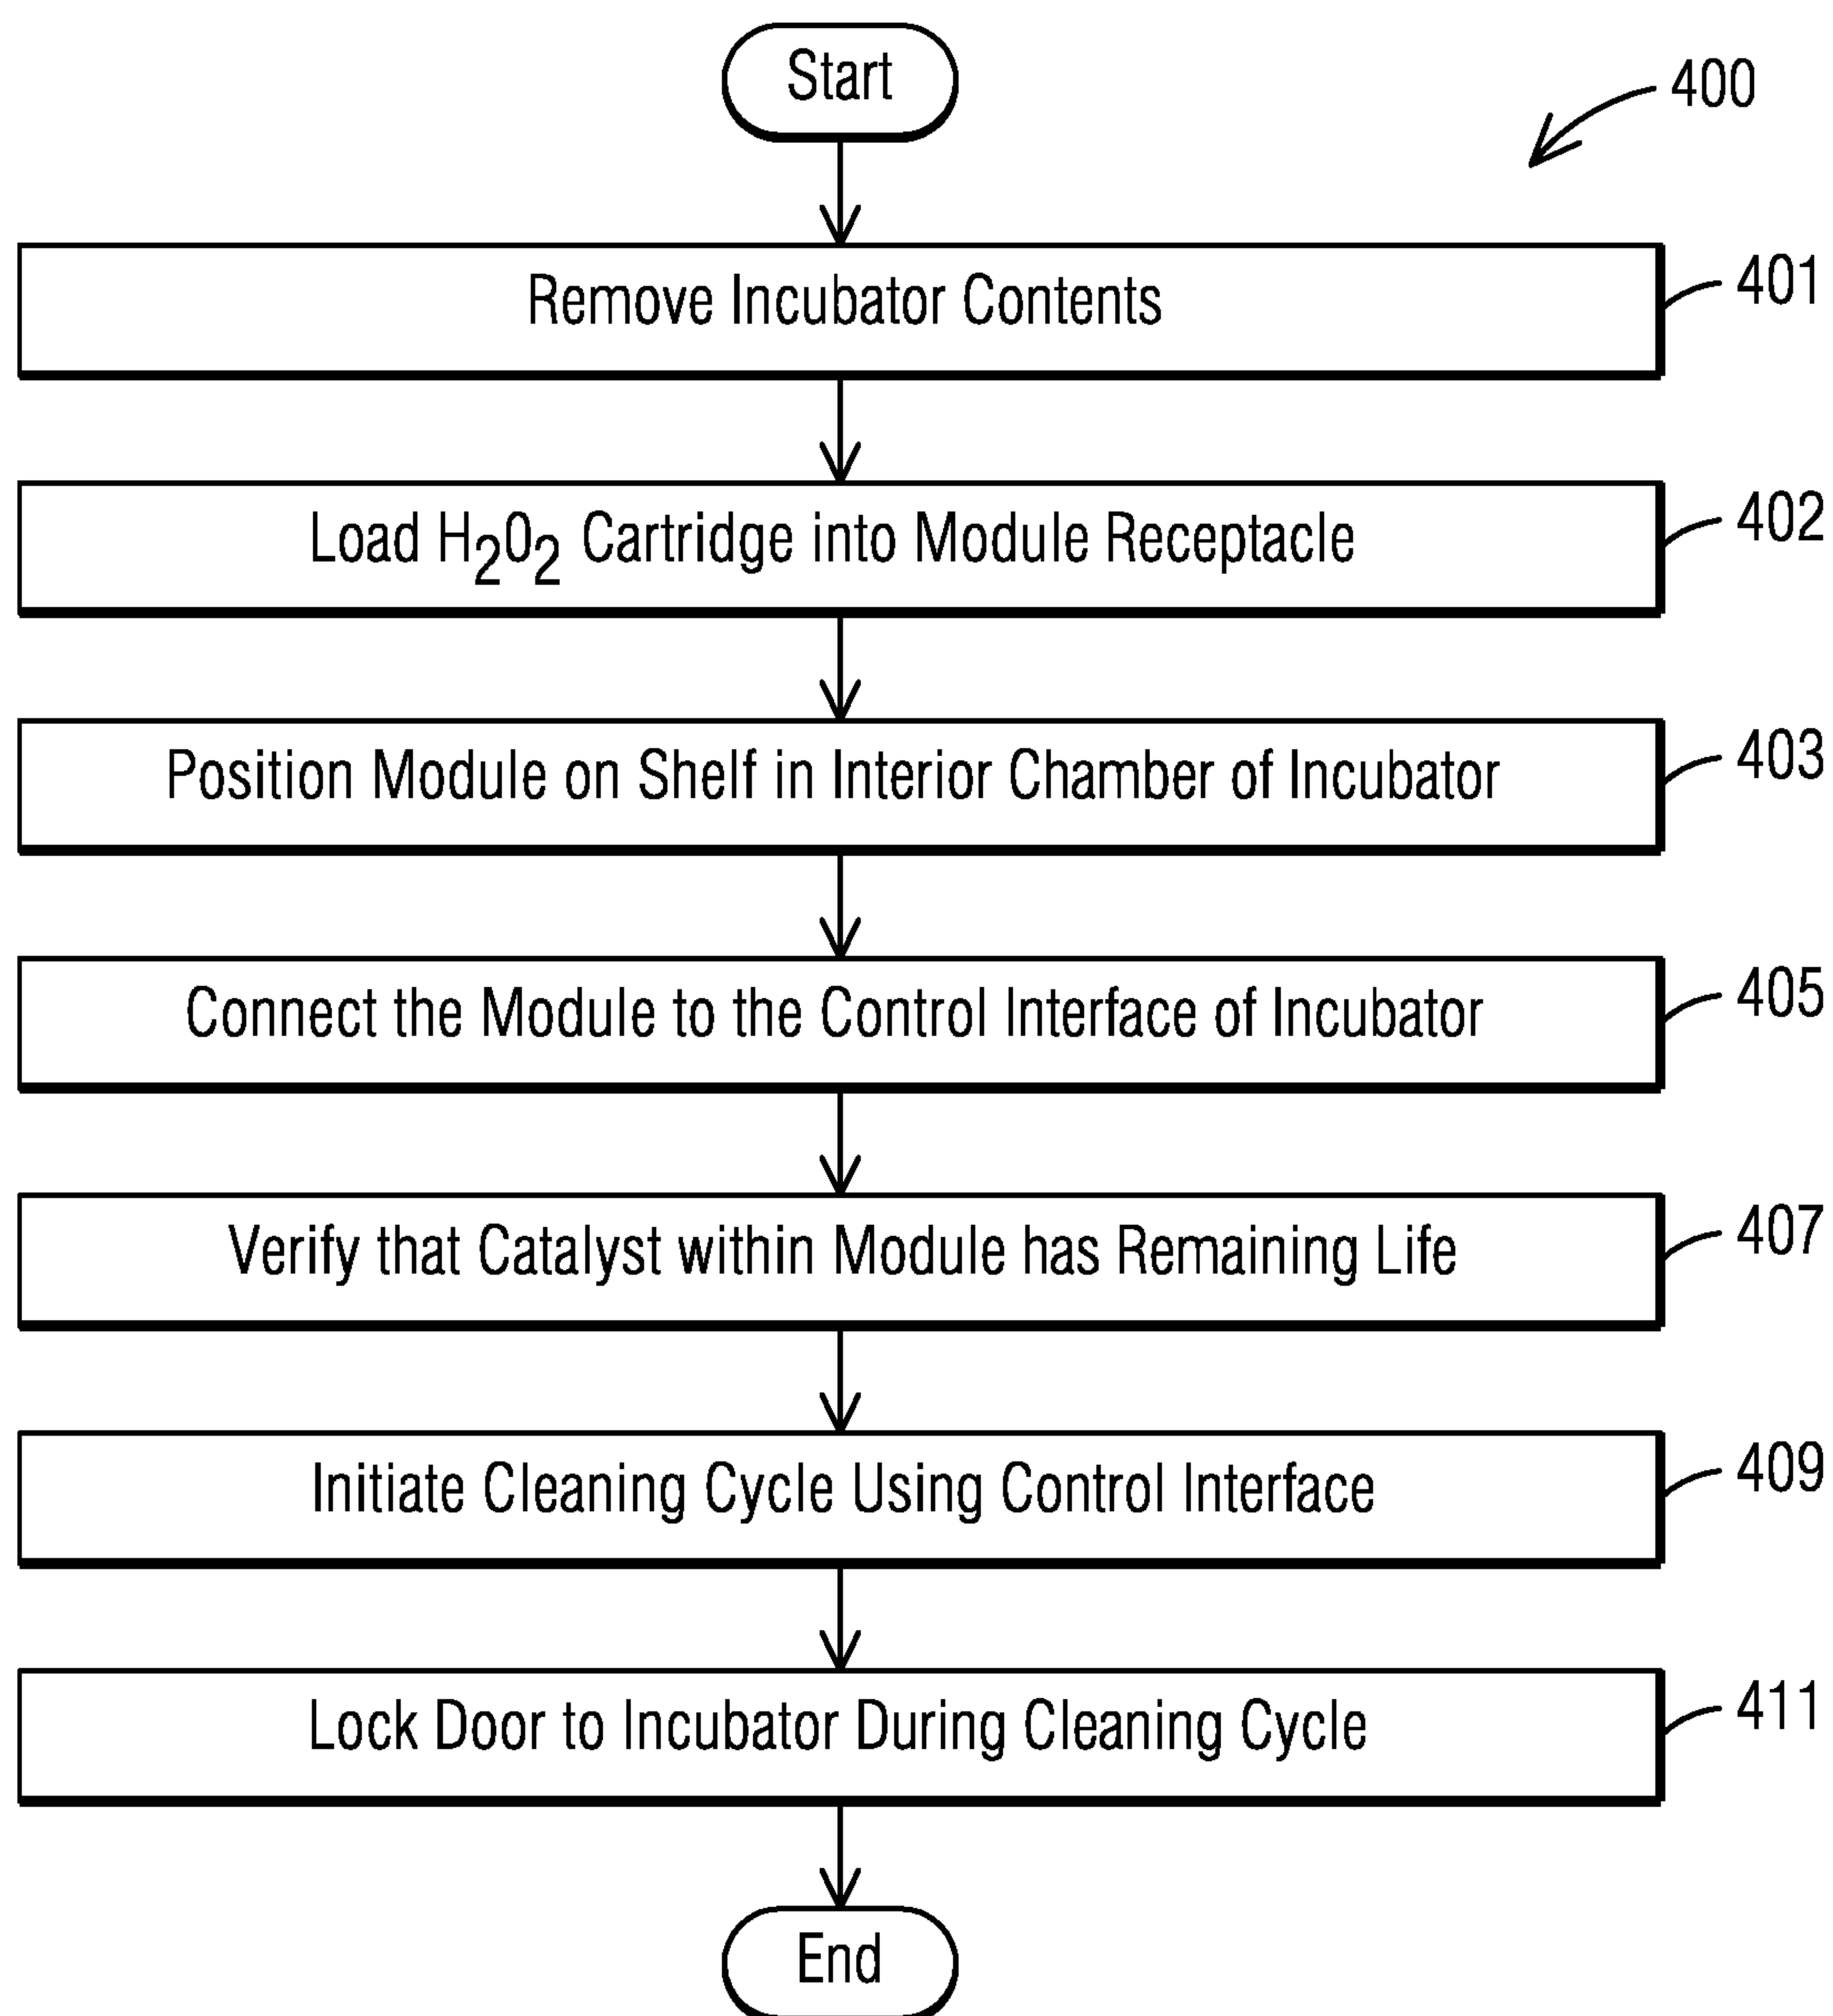 Start
400
Remove Incubator Contents
401
Load H2O2 Cartridge into Module Receptacle
402
Position Module on Shelf in Interior Chamber of Incubator
403
Connect the Module to the Control Interface of Incubator
405
Verify that Catalyst within Module has Remaining Life
407
Initiate Cleaning Cycle Using Control Interface
409
Lock Door to Incubator During Cleaning Cycle
411
End